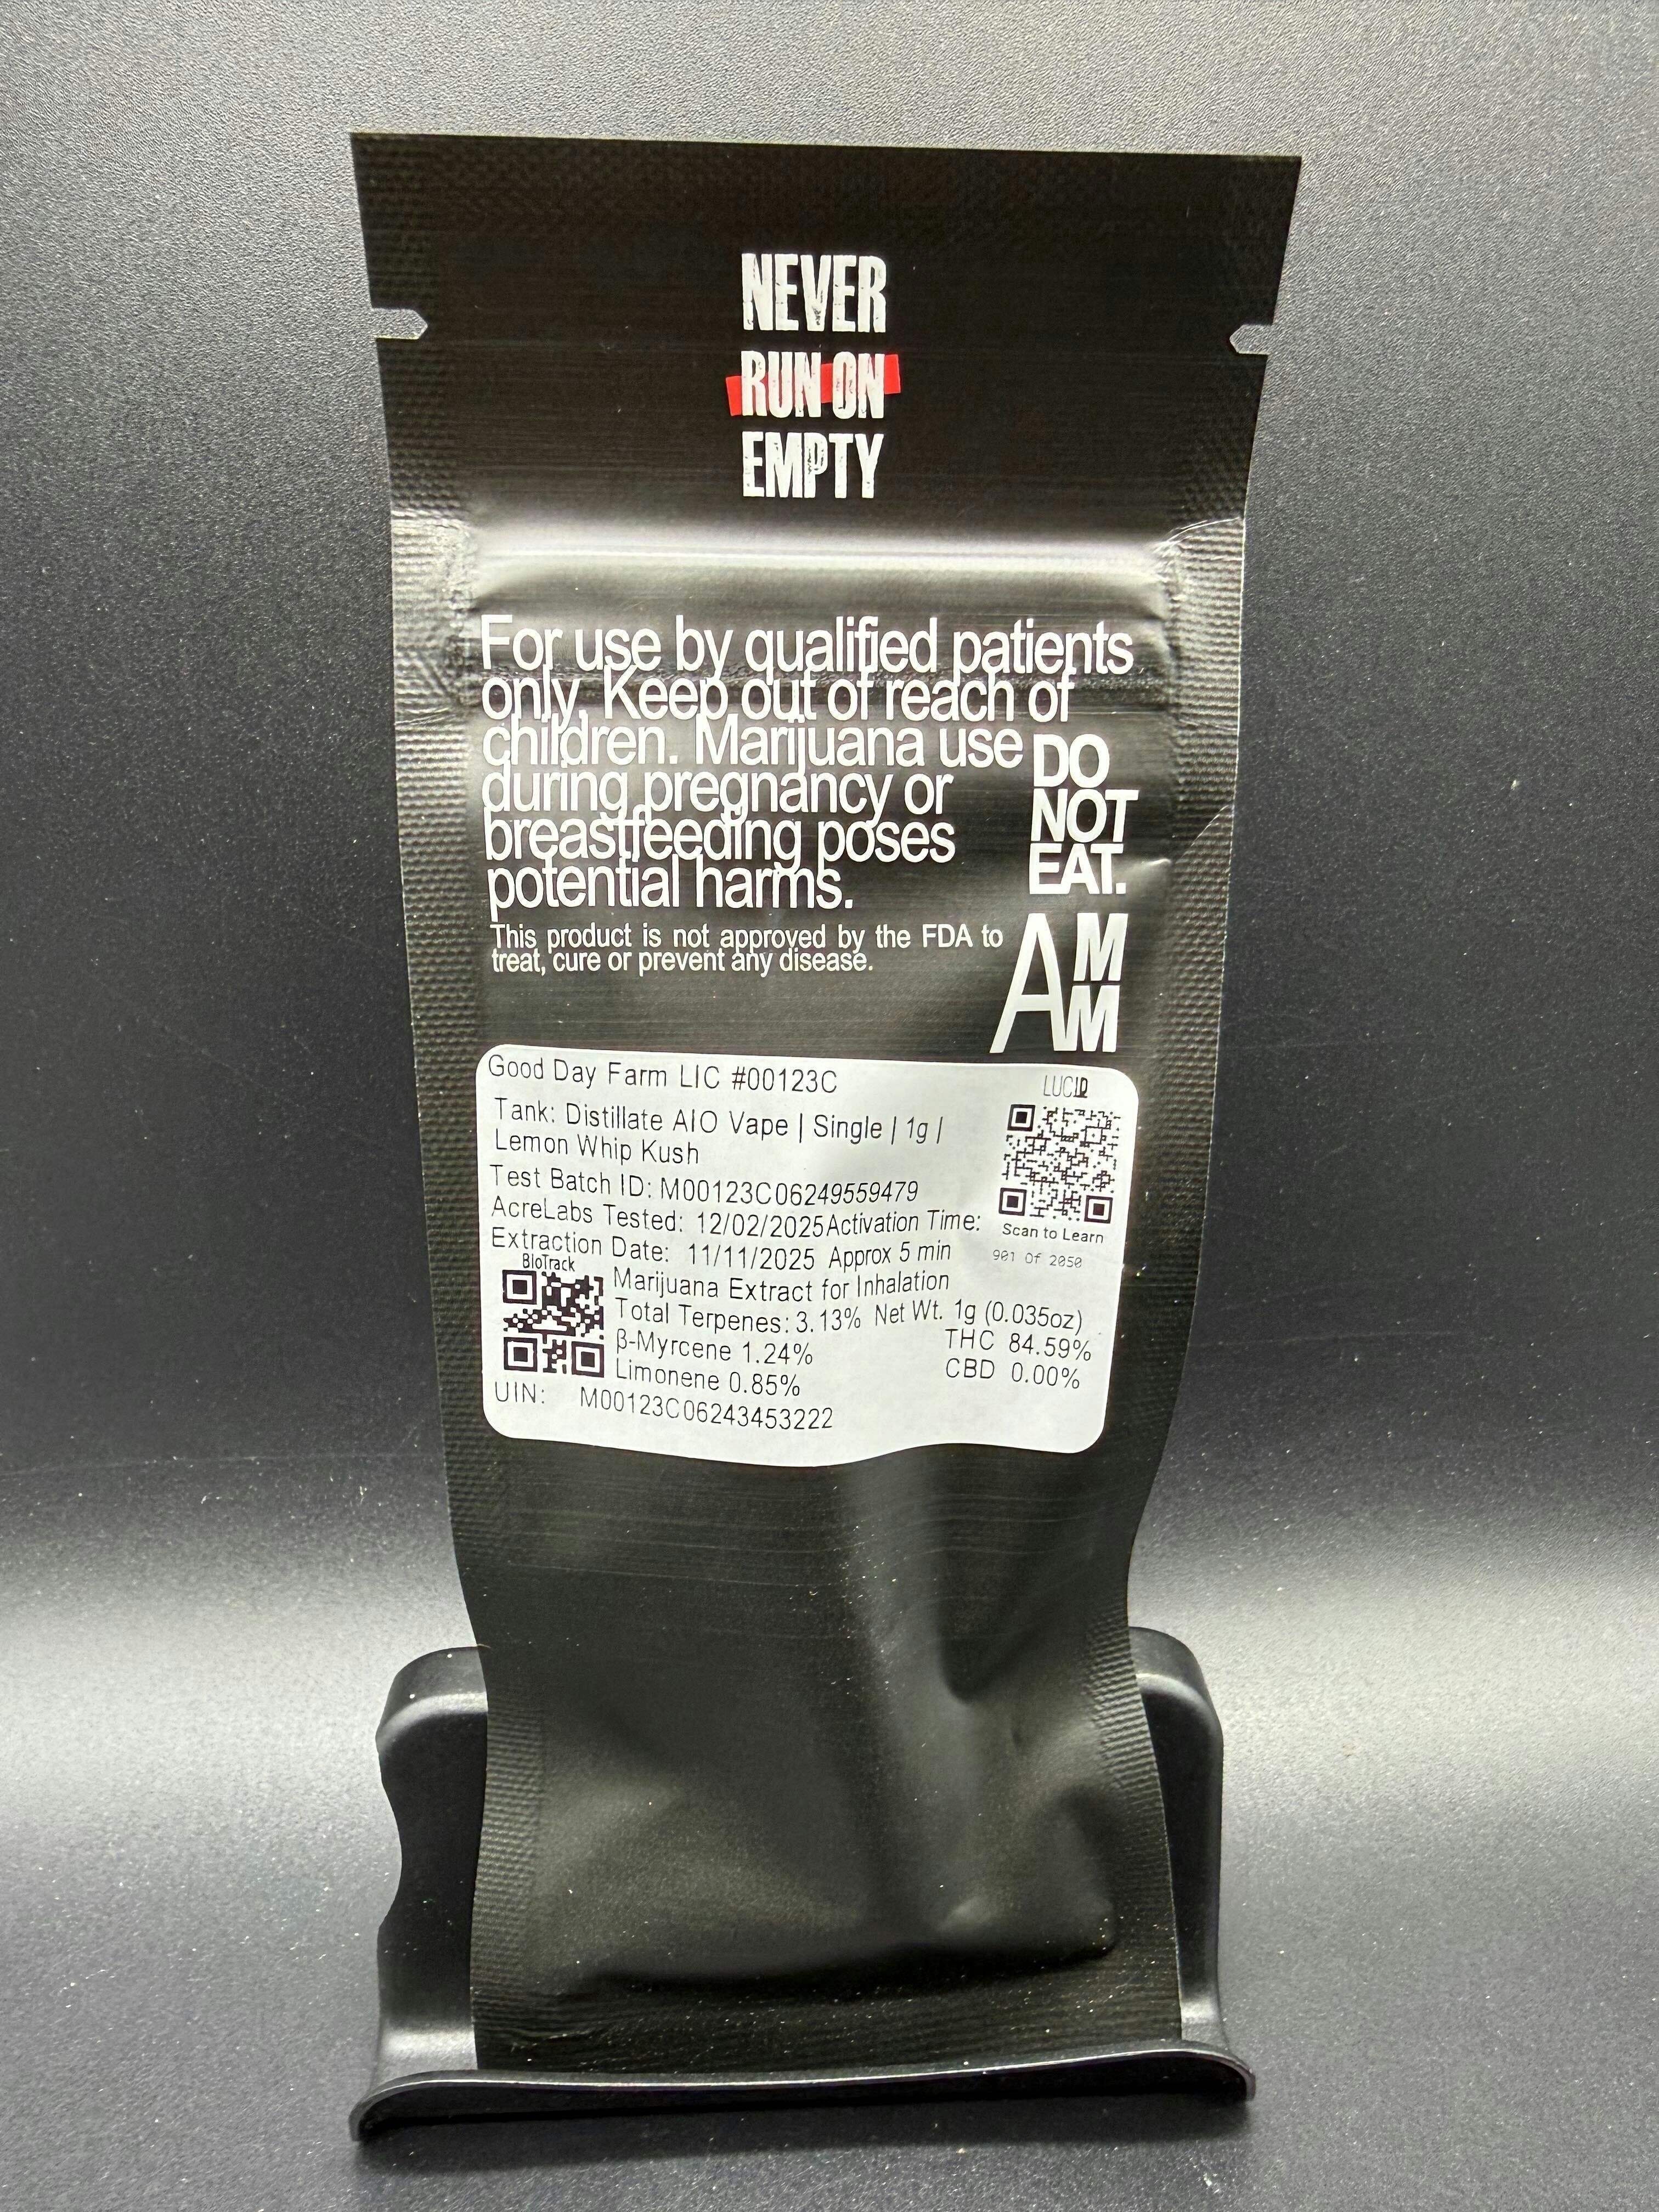 NEVER
RUN ON
EMPTY
For use by qualified patients
only. Keep out of reach of
children. Marijuana use
during pregnancy or
breastfeeding poses
potential harms.
DO
NOT
EAT.
This product is not approved by the FDA to
treat, cure or prevent any disease.
AMM
Good Day Farm LIC #00123C
LUCID
Tank: Distillate AIO Vape | Single | 1g |
Lemon Whip Kush
Test Batch ID: M00123C06249559479
AcreLabs Tested: 12/02/2025 Activation Time:
Extraction Date: 11/11/2025 Approx 5 min
Scan to Learn
901 Of 2050
BioTrack
Marijuana Extract for Inhalation
Total Terpenes: 3.13% Net Wt. 1g (0.035oz)
β-Myrcene 1.24% THC 84.59%
Limonene 0.85% CBD 0.00%
UIN: M00123C06243453222